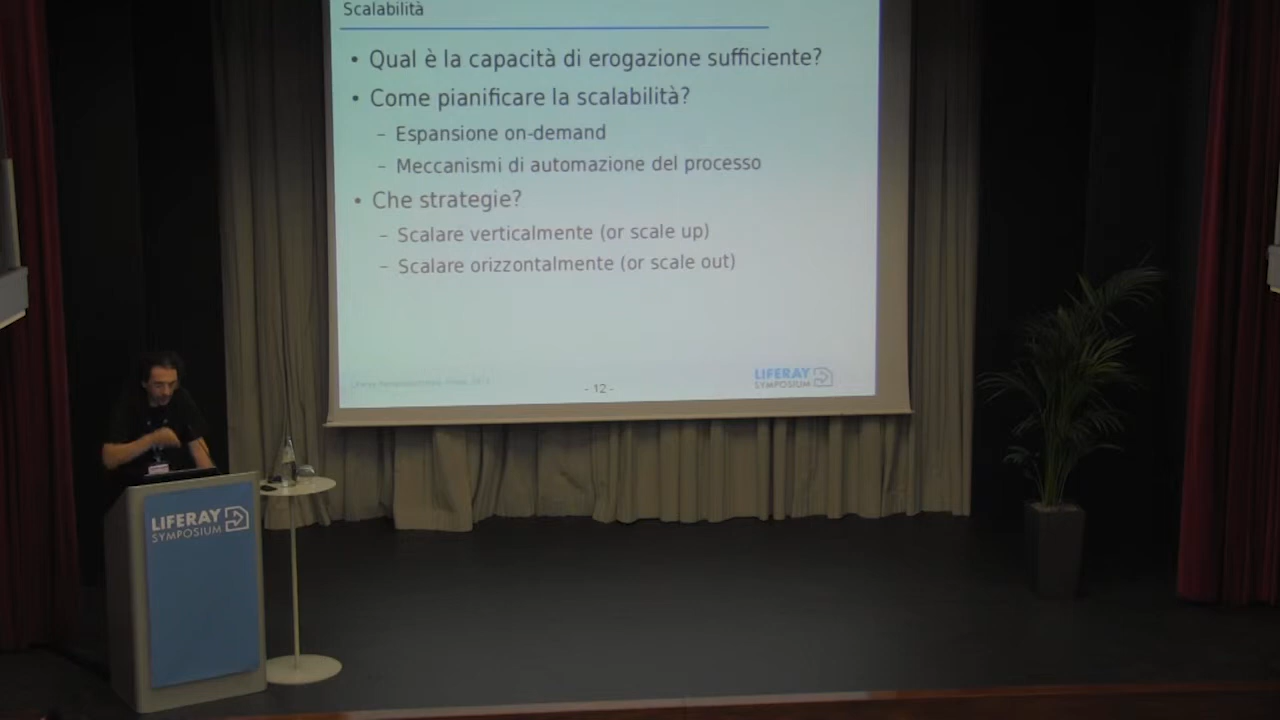 Scalabilità
• Qual è la capacità di erogazione sufficiente?
• Come pianificare la scalabilità?
– Espansione on-demand
– Meccanismi di automazione del processo
• Che strategie?
– Scalare verticalmente (or scale up)
– Scalare orizzontalmente (or scale out)
- 12 -
LIFERAY
SYMPOSIUM
LIFERAY
SYMPOSIUM